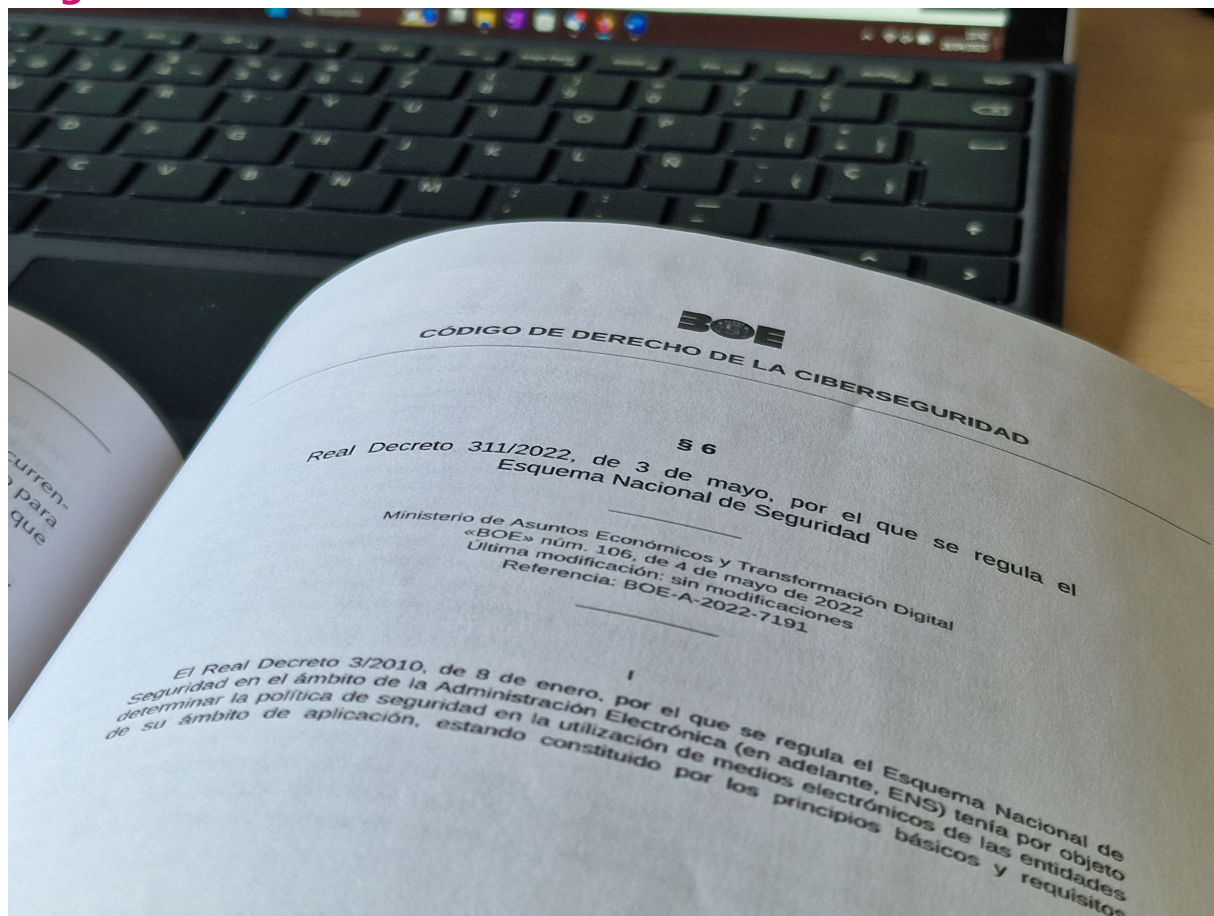 curren-
para
que
BOE
CÓDIGO DE DERECHO DE LA CIBERSEGURIDAD
§ 6
Real Decreto 311/2022, de 3 de mayo, por el que se regula el
Esquema Nacional de Seguridad
Ministerio de Asuntos Económicos y Transformación Digital
«BOE» núm. 106, de 4 de mayo de 2022
Última modificación: sin modificaciones
Referencia: BOE-A-2022-7191
I
El Real Decreto 3/2010, de 8 de enero, por el que se regula el Esquema Nacional de
Seguridad en el ámbito de la Administración Electrónica (en adelante, ENS) tenía por objeto
determinar la política de seguridad en la utilización de medios electrónicos de las entidades
de su ámbito de aplicación, estando constituido por los principios básicos y requisitos